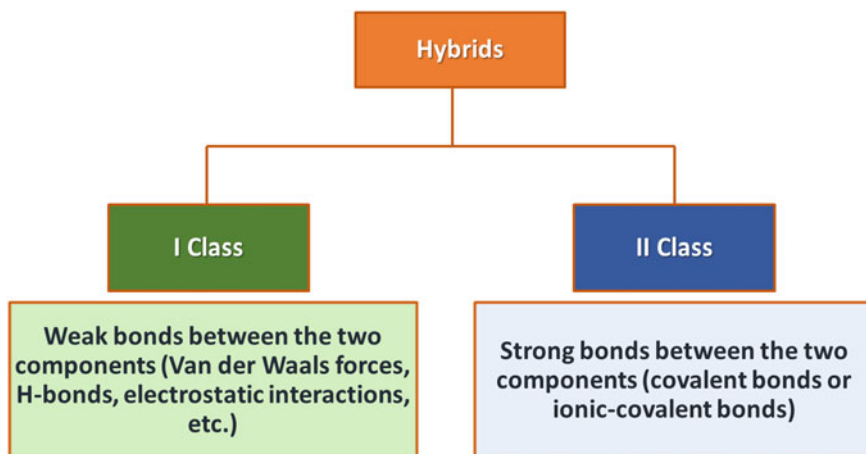 Hybrids
I Class
II Class
Weak bonds between the two
components (Van der Waals forces,
H-bonds, electrostatic interactions,
etc.)
Strong bonds between the two
components (covalent bonds or
ionic-covalent bonds)